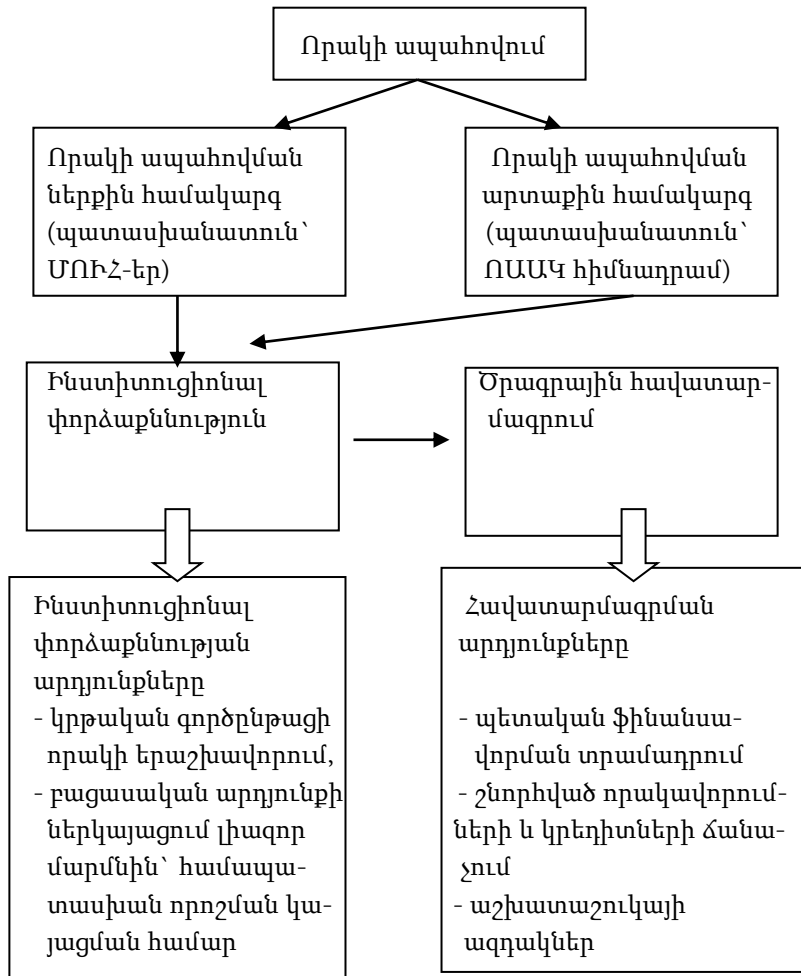 Որակի ապահովում
Որակի ապահովման
ներքին համակարգ
(պատասխանատուն՝
ՄՈՒՀ-եր)
Որակի ապահովման
արտաքին համակարգ
(պատասխանատուն՝
ՈԱԱԿ հիմնադրամ)
Ինստիտուցիոնալ
փորձաքննություն
Ծրագրային հավատար-
մագրում
Ինստիտուցիոնալ
փորձաքննության
արդյունքները
- կրթական գործընթացի
որակի երաշխավորում,
- բացասական արդյունքի
ներկայացում լիազոր
մարմնին՝ համապա-
տասխան որոշման կա-
յացման համար
Հավատարմագրման
արդյունքները
- պետական ֆինանսա-
վորման տրամադրում
- շնորհված որակավորում-
ների և կրեդիտների ճանա-
չում
- աշխատաշուկայի
ազդակներ